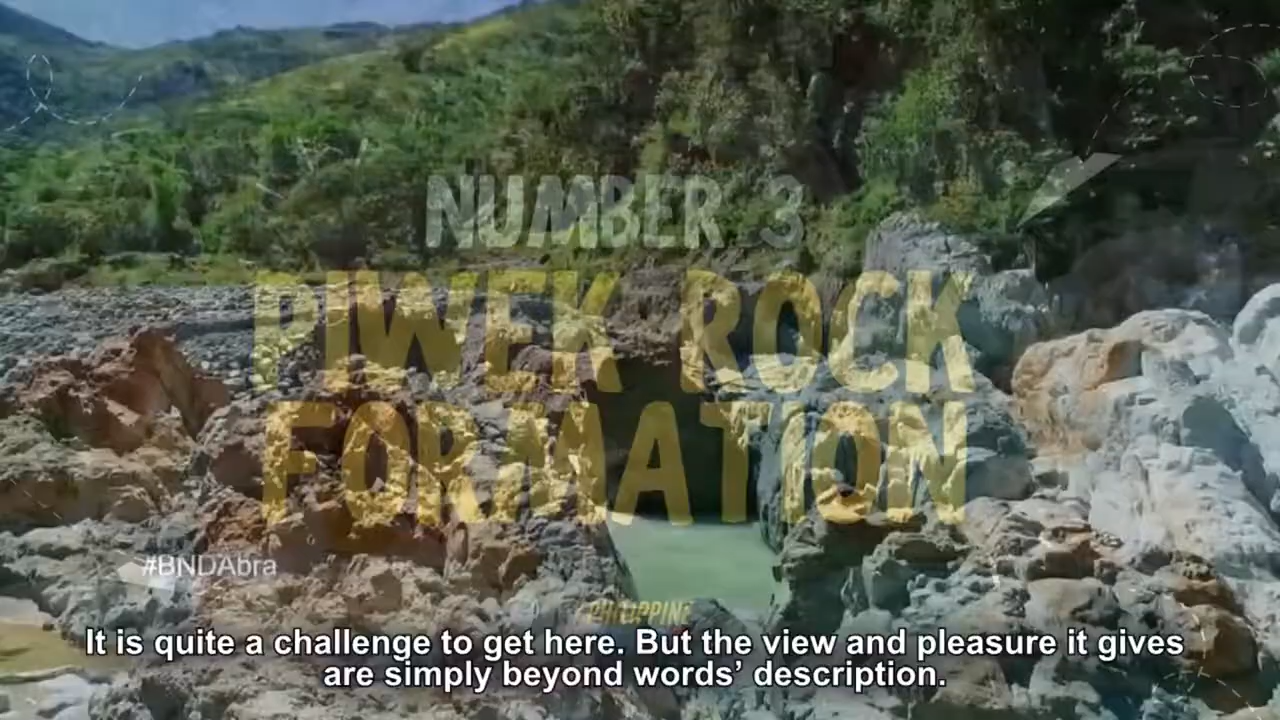 NUMBER 3
PIWEK ROCK
FORMATION
#BNDAbra
PHILIPPINE
It is quite a challenge to get here. But the view and pleasure it gives
are simply beyond words’ description.